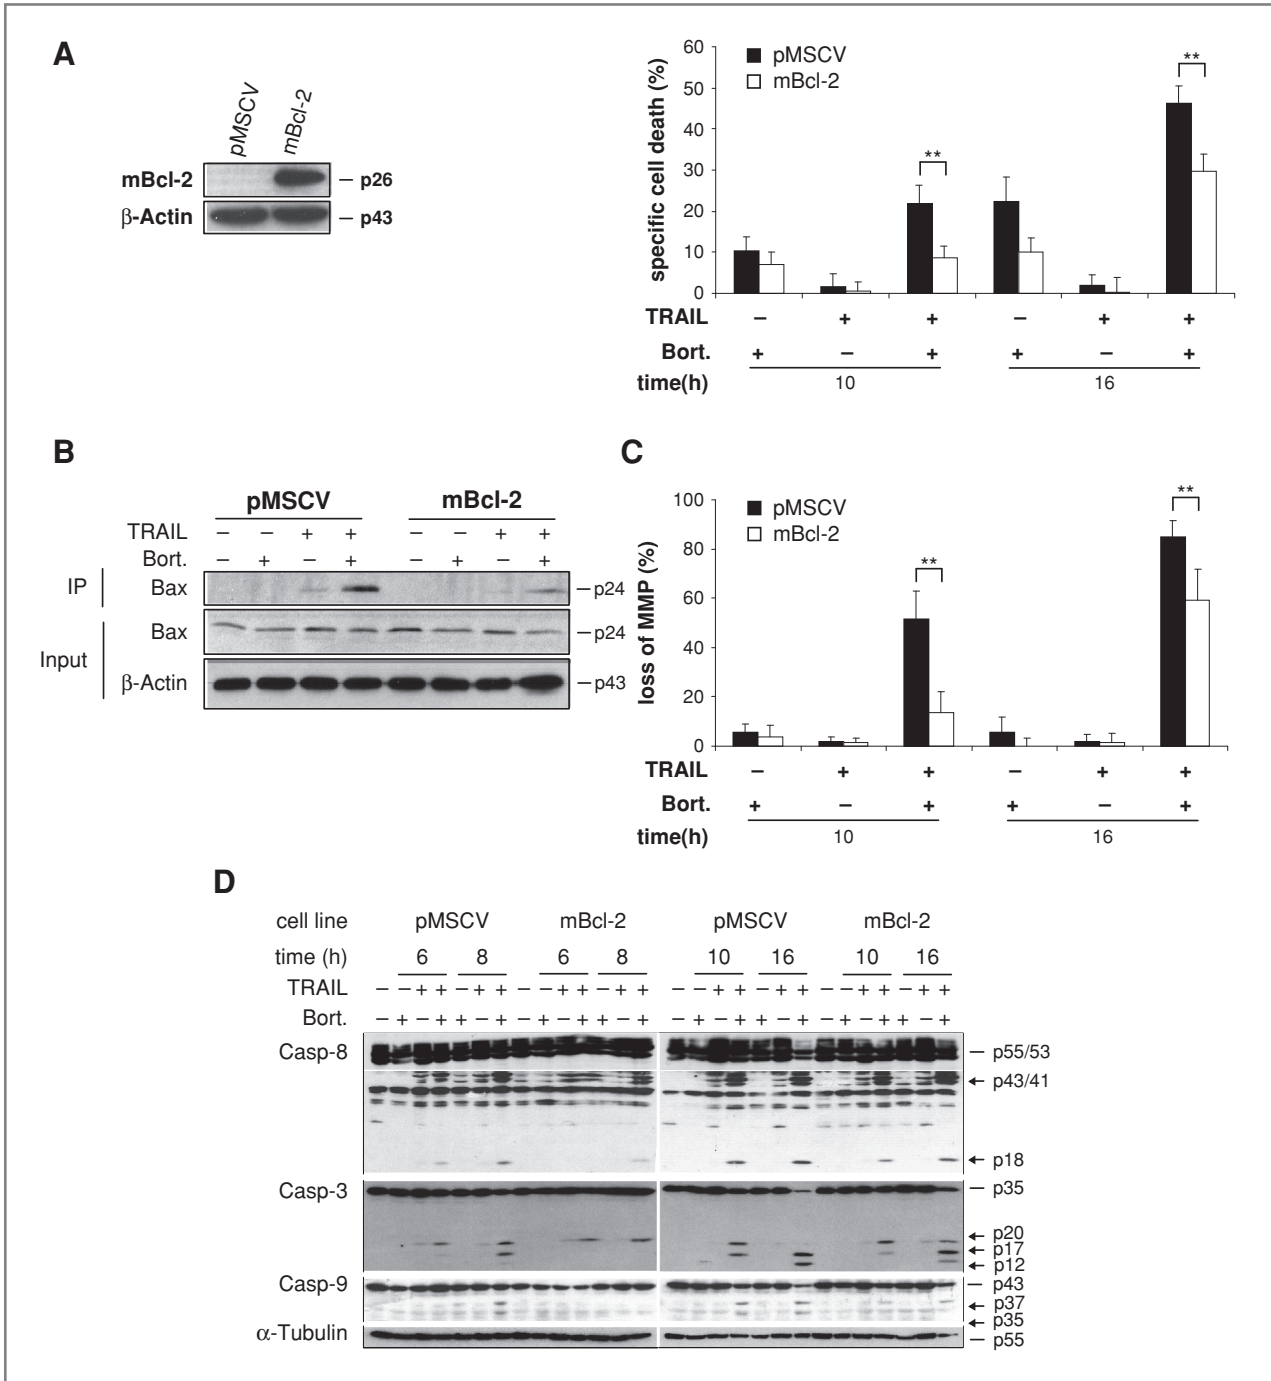 A
pMSCV
mBcl-2
mBcl-2
– p26
β-Actin
– p43
60
50
40
30
20
10
0
specific cell death (%)
pMSCV
mBcl-2
**
**
TRAIL – + + – + +
Bort. + – + + – +
time(h) 10 16
B
pMSCV mBcl-2
TRAIL – – + + – – + +
Bort. – + – + – + – +
IP Bax –p24
Input
Bax –p24
β-Actin –p43
C
100
80
60
40
20
0
loss of MMP (%)
pMSCV
mBcl-2
**
**
TRAIL – + + – + +
Bort. + – + + – +
time(h) 10 16
D
cell line pMSCV mBcl-2 pMSCV mBcl-2
time (h) 6 8 6 8 10 16 10 16
TRAIL – – + + – + + – – + + – + + – – + + – + + – – + + – + +
Bort. – + – + + – + – + – + + – + – + – + + – + – + – + + – +
Casp-8 – p55/53
← p43/41
← p18
Casp-3 – p35
← p20
← p17
← p12
Casp-9 – p43
← p37
← p35
α-Tubulin – p55